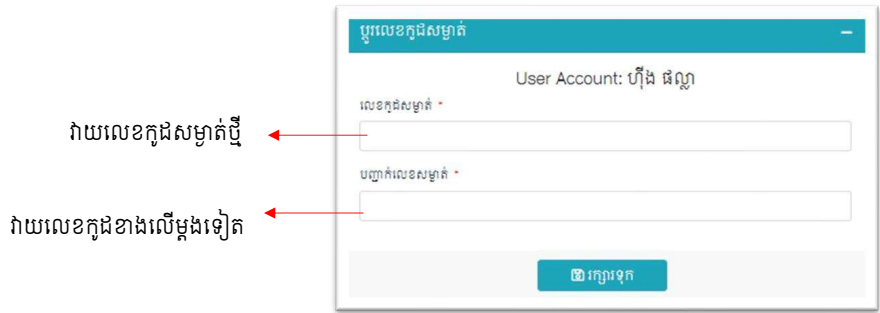 ប្តូរលេខកូដសម្ងាត់
User Account: ហ៊ីង ផល្លា
លេខកូដសម្ងាត់ *
វាយលេខកូដសម្ងាត់ថ្មី
បញ្ជាក់លេខសម្ងាត់ *
វាយលេខកូដខាងលើម្តងទៀត
រក្សារទុក